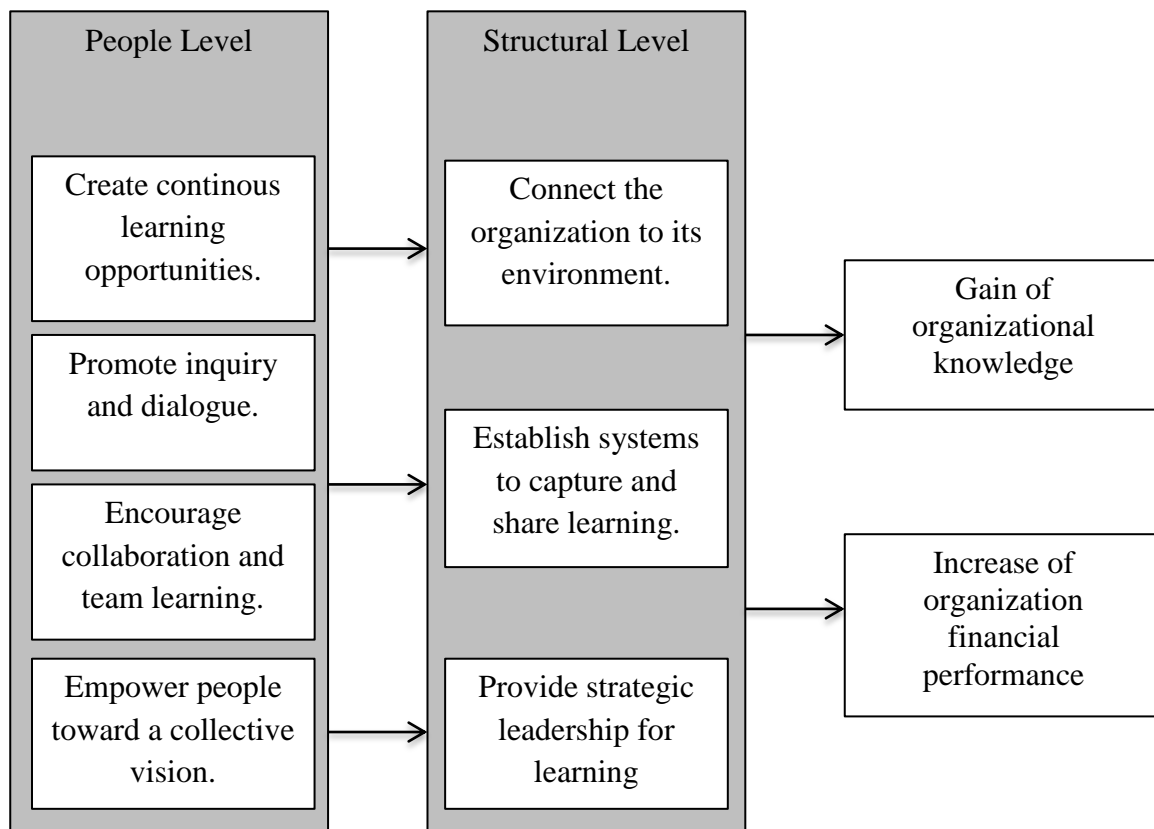 People Level
Create continous
learning
opportunities.
Promote inquiry
and dialogue.
Encourage
collaboration and
team learning.
Empower people
toward a collective
vision.
Structural Level
Connect the
organization to its
environment.
Establish systems
to capture and
share learning.
Provide strategic
leadership for
learning
Gain of
organizational
knowledge
Increase of
organization
financial
performance